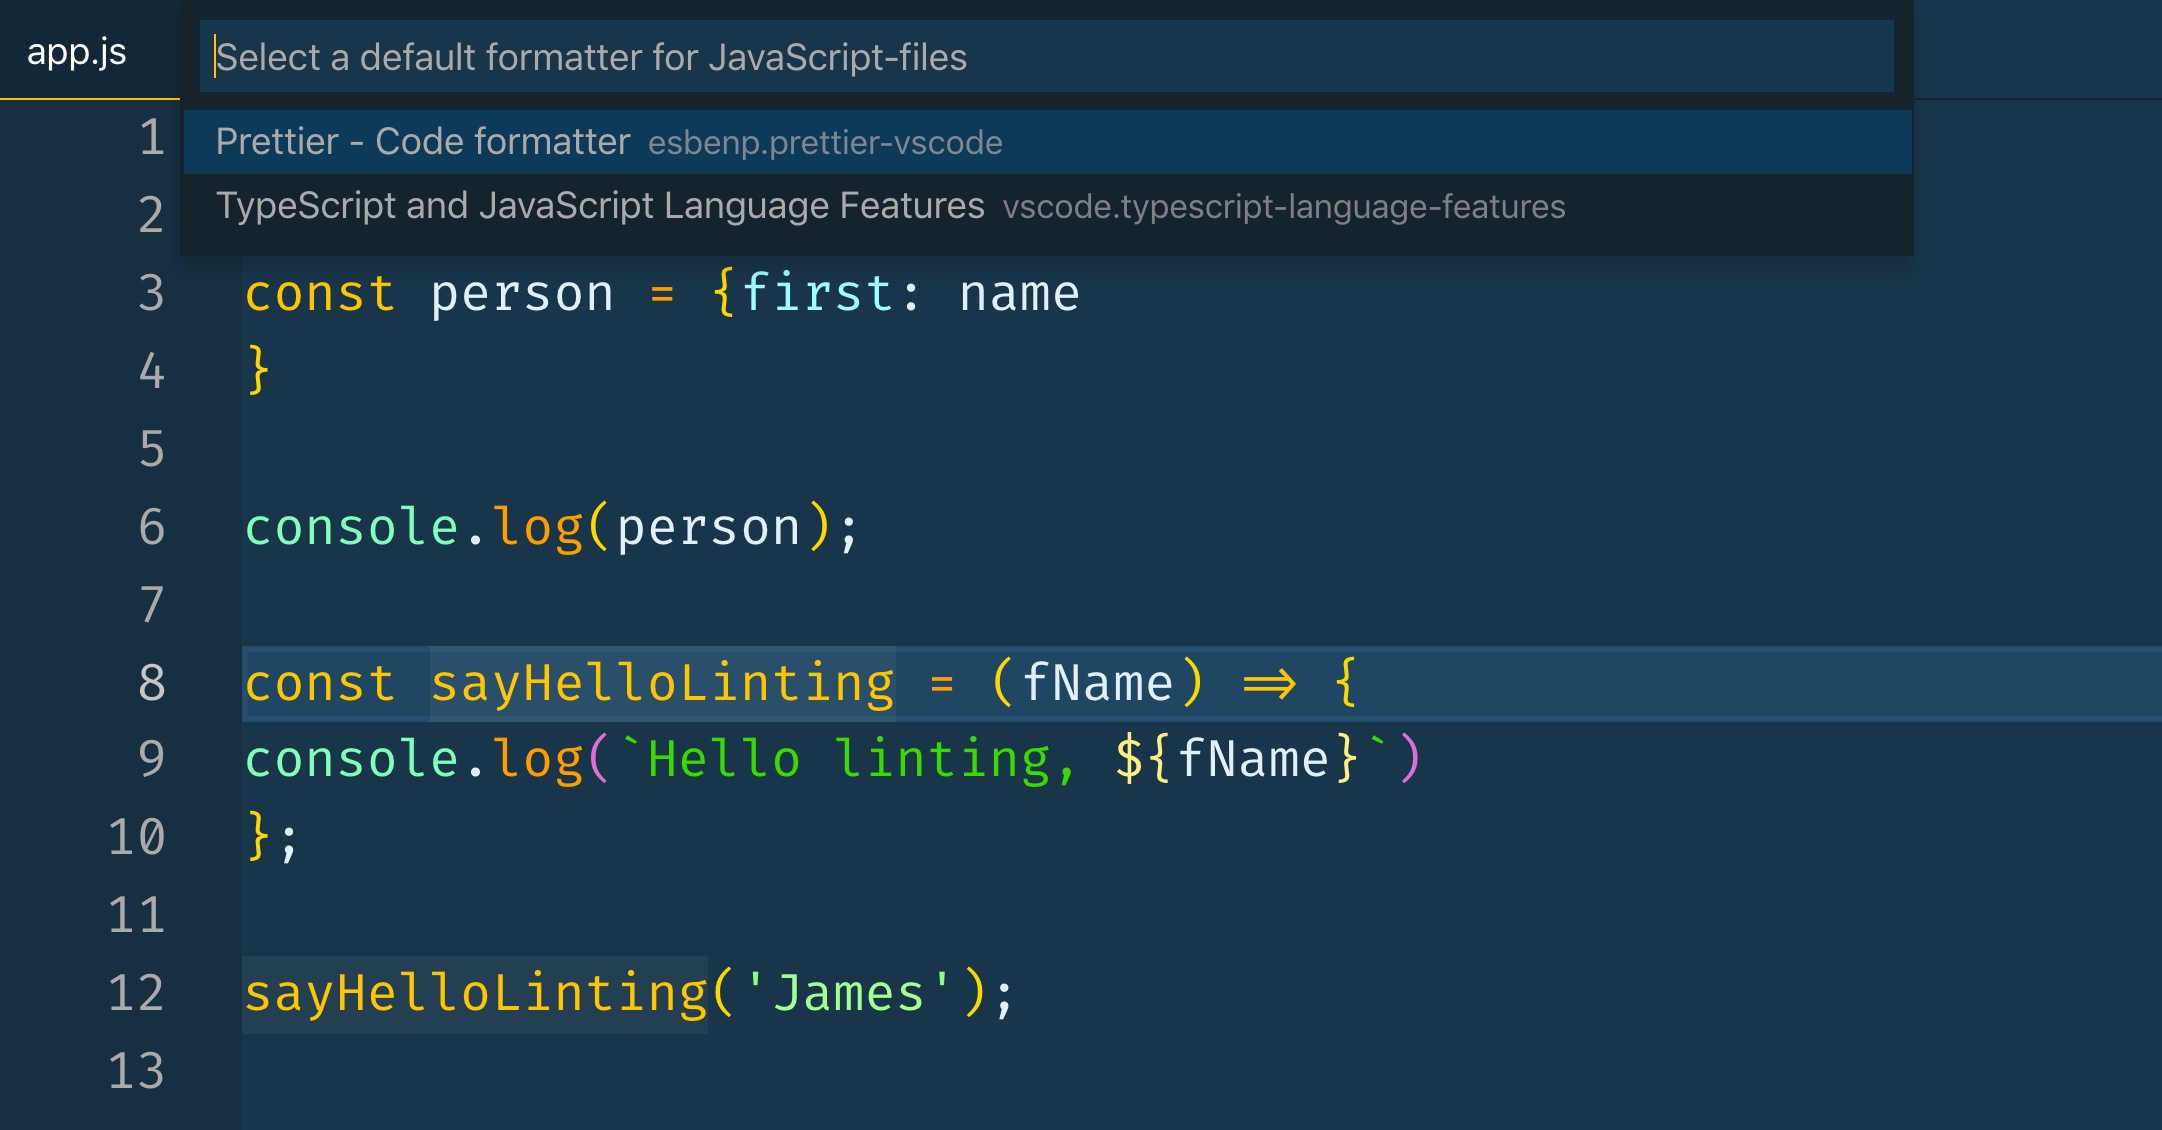 app.js
Select a default formatter for JavaScript-files
Prettier - Code formatter esbenp.prettier-vscode
TypeScript and JavaScript Language Features vscode.typescript-language-features
1
2
3 const person = {first: name
4 }
5
6 console.log(person);
7
8 const sayHelloLinting = (fName) => {
9 console.log(`Hello linting, ${fName}`)
10 };
11
12 sayHelloLinting('James');
13